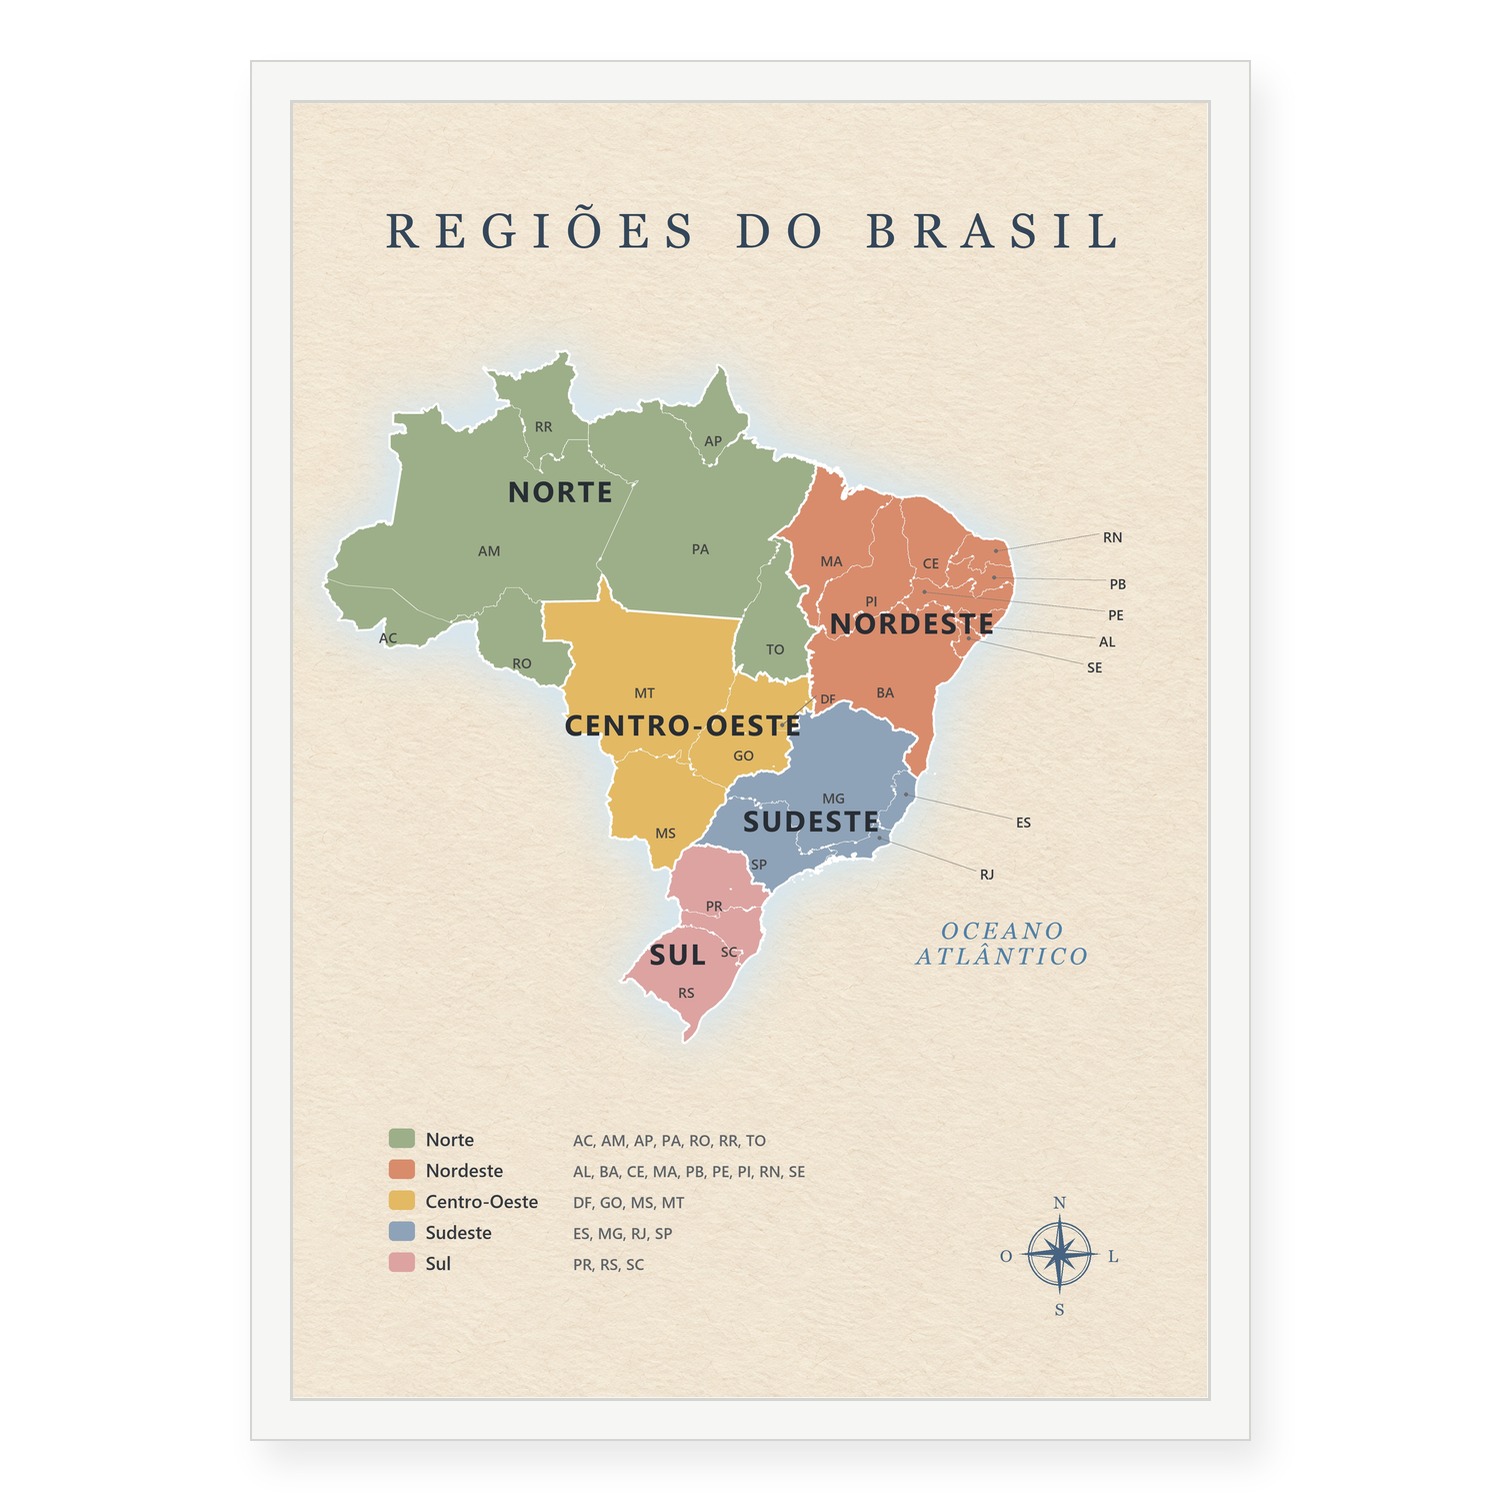 REGIÕES DO BRASIL
RR
AP
NORTE
AM
PA
MA
CE
RN
PB
PI
PE
NORDESTE
AC
AL
RO
TO
SE
MT
BA
DF
CENTRO-OESTE
GO
MG
SUDESTE
ES
MS
SP
RJ
PR
OCEANO
ATLÂNTICO
SUL
SC
RS
Norte AC, AM, AP, PA, RO, RR, TO
Nordeste AL, BA, CE, MA, PB, PE, PI, RN, SE
Centro-Oeste DF, GO, MS, MT
Sudeste ES, MG, RJ, SP
Sul PR, RS, SC
N
O L
S